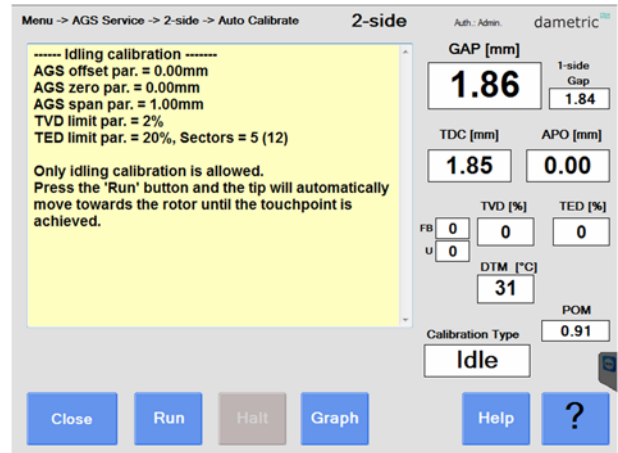 Menu -> AGS Service -> 2-side -> Auto Calibrate
2-side
Auth.: Admin.
dametric
------ Idling calibration -------
AGS offset par. = 0.00mm
AGS zero par. = 0.00mm
AGS span par. = 1.00mm
TVD limit par. = 2%
TED limit par. = 20%, Sectors = 5 (12)
Only idling calibration is allowed.
Press the 'Run' button and the tip will automatically
move towards the rotor until the touchpoint is
achieved.
GAP [mm]
1.86
1-side
Gap
1.84
TDC [mm]
APO [mm]
1.85
0.00
TVD [%]
TED [%]
FB 0
0
0
U 0
DTM [°C]
31
POM
0.91
Calibration Type
Idle
Close
Run
Halt
Graph
Help
?